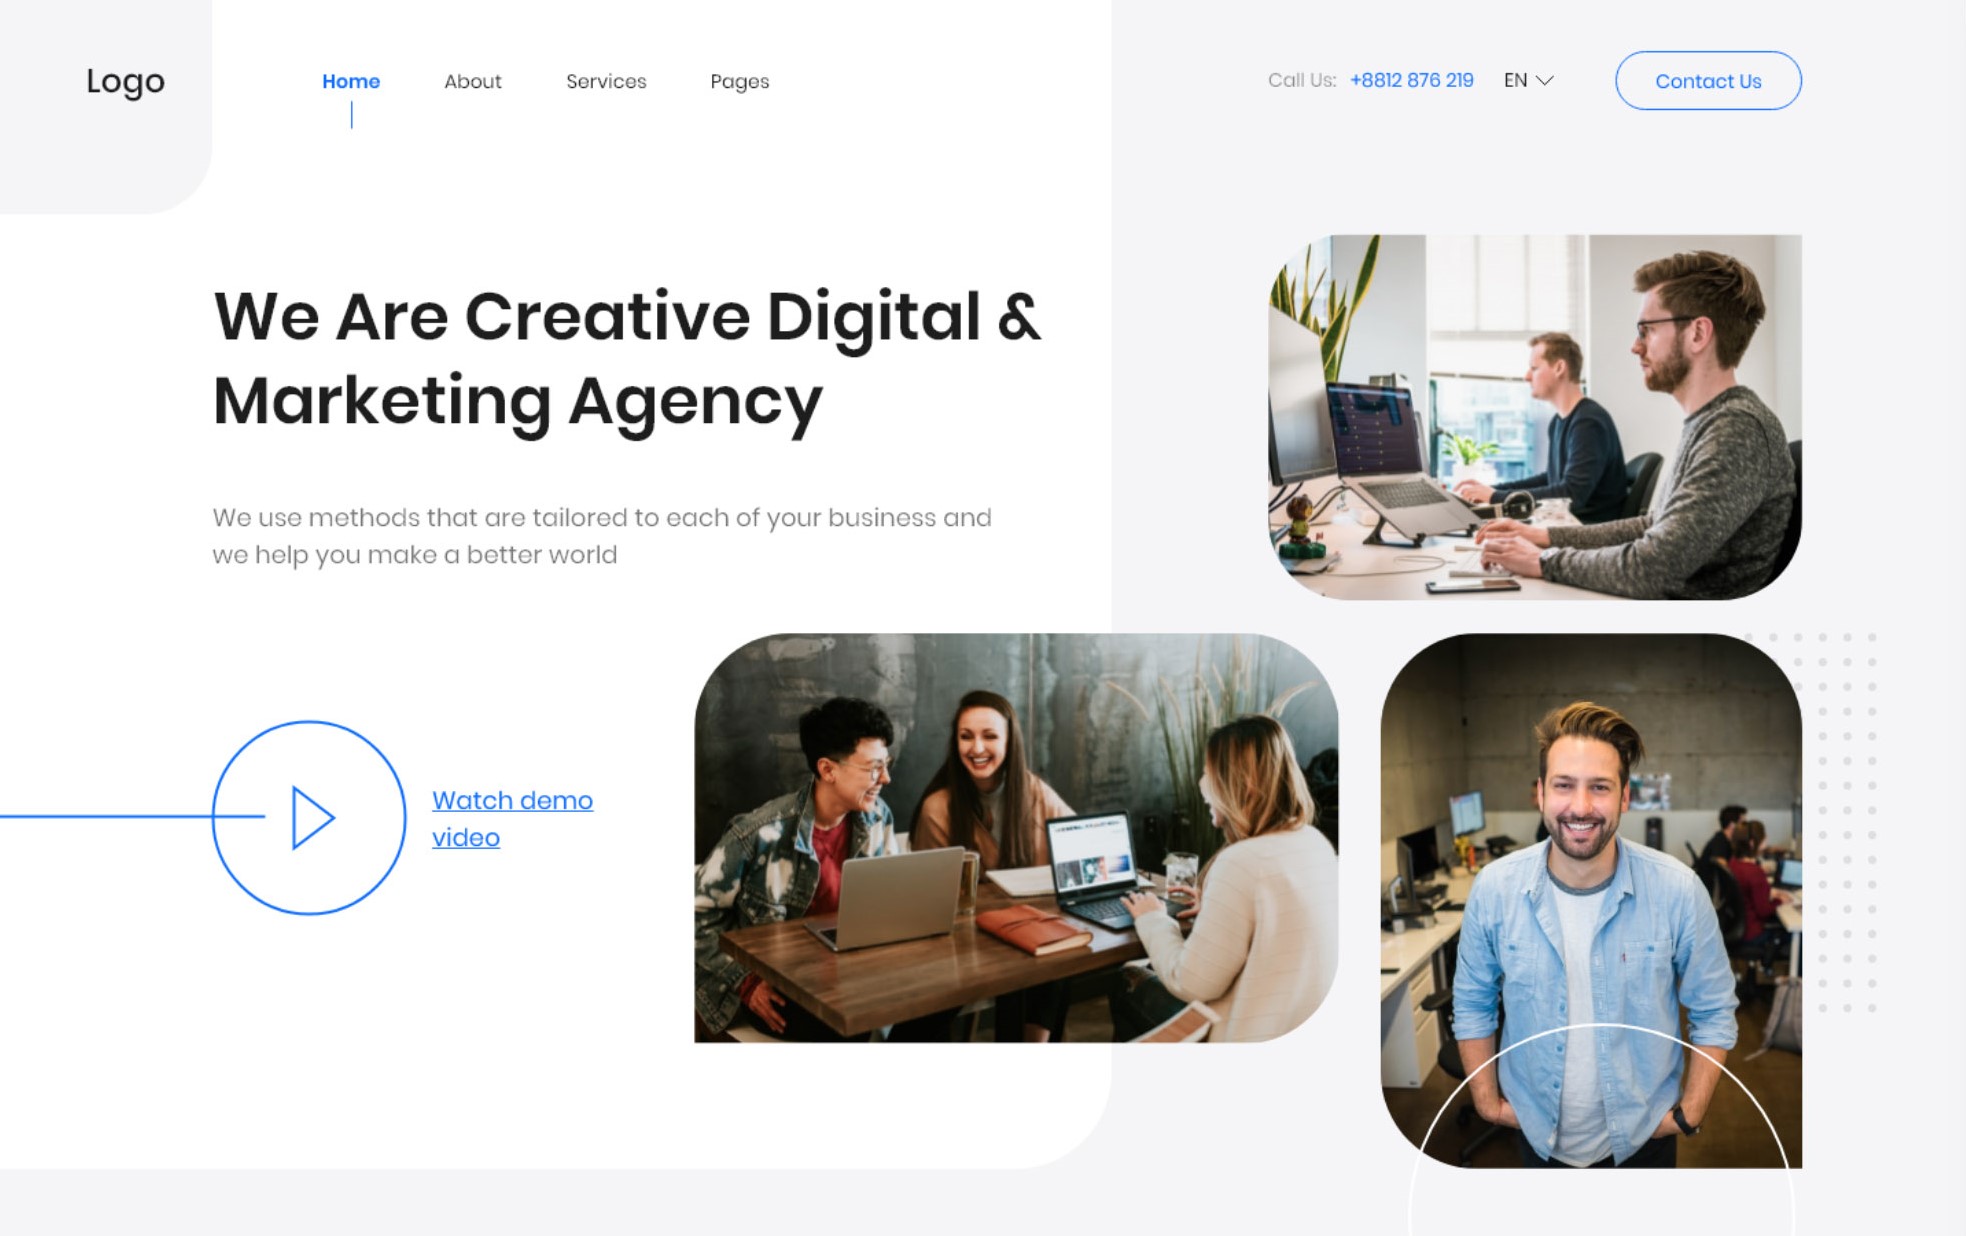 Logo
Home
About
Services
Pages
Call Us: +8812 876 219
EN
Contact Us
We Are Creative Digital &
Marketing Agency
We use methods that are tailored to each of your business and
we help you make a better world
Watch demo
video